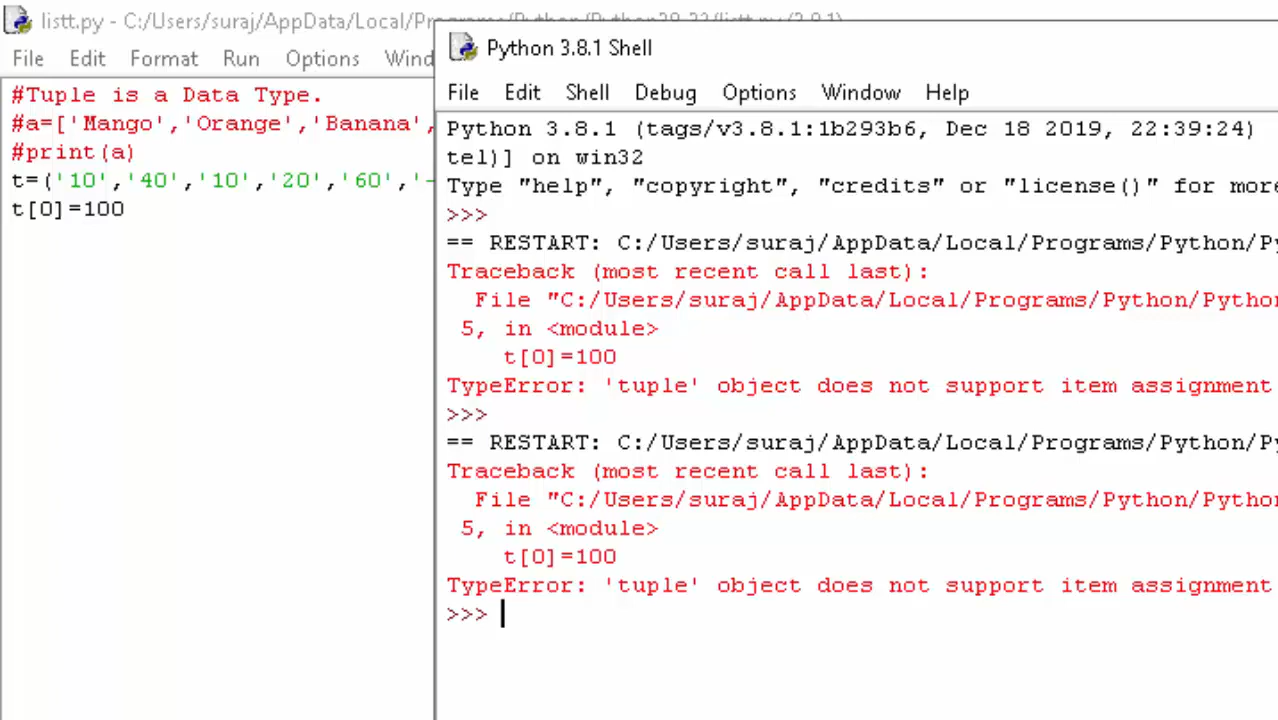 listt.py - C:/Users/suraj/AppData/Local/Programs/Python/Python38-32/listt.py (3.8.1)
File Edit Format Run Options Wind
#Tuple is a Data Type.
#a=['Mango','Orange','Banana',
#print(a)
t=('10','40','10','20','60','-
t[0]=100
Python 3.8.1 Shell
File Edit Shell Debug Options Window Help
Python 3.8.1 (tags/v3.8.1:1b293b6, Dec 18 2019, 22:39:24)
tel)] on win32
Type "help", "copyright", "credits" or "license()" for more
>>>
== RESTART: C:/Users/suraj/AppData/Local/Programs/Python/Py
Traceback (most recent call last):
File "C:/Users/suraj/AppData/Local/Programs/Python/Python
5, in <module>
t[0]=100
TypeError: 'tuple' object does not support item assignment
>>>
== RESTART: C:/Users/suraj/AppData/Local/Programs/Python/Py
Traceback (most recent call last):
File "C:/Users/suraj/AppData/Local/Programs/Python/Python
5, in <module>
t[0]=100
TypeError: 'tuple' object does not support item assignment
>>>